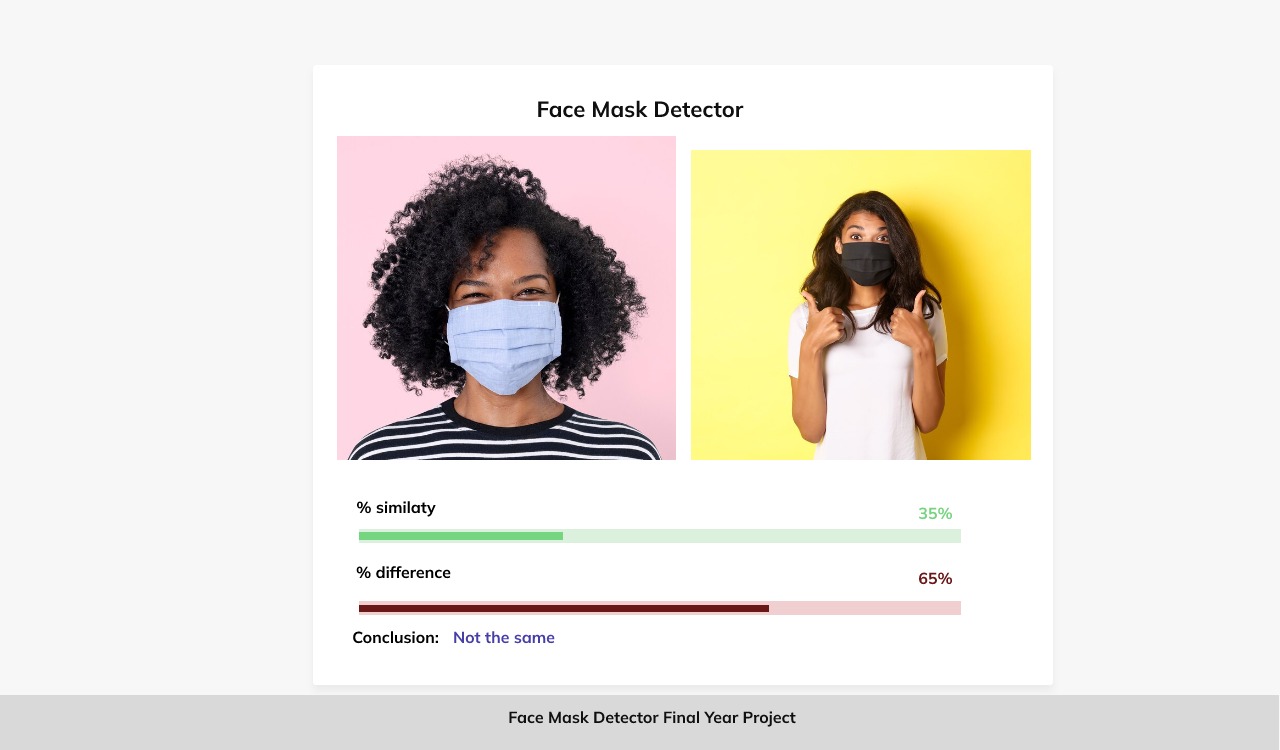 Face Mask Detector
% similaty
35%
% difference
65%
Conclusion: Not the same
Face Mask Detector Final Year Project